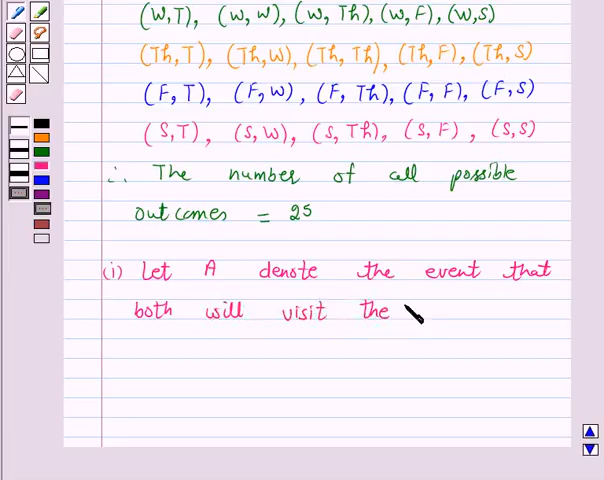 (W,T), (W,W), (W,Th), (W,F), (W,S)
(Th,T), (Th,W), (Th,Th), (Th,F), (Th,S)
(F,T), (F,W), (F,Th), (F,F), (F,S)
(S,T), (S,W), (S,Th), (S,F), (S,S)
∴ The number of all possible
outcomes = 25
(i) Let A denote the event that
both will visit the